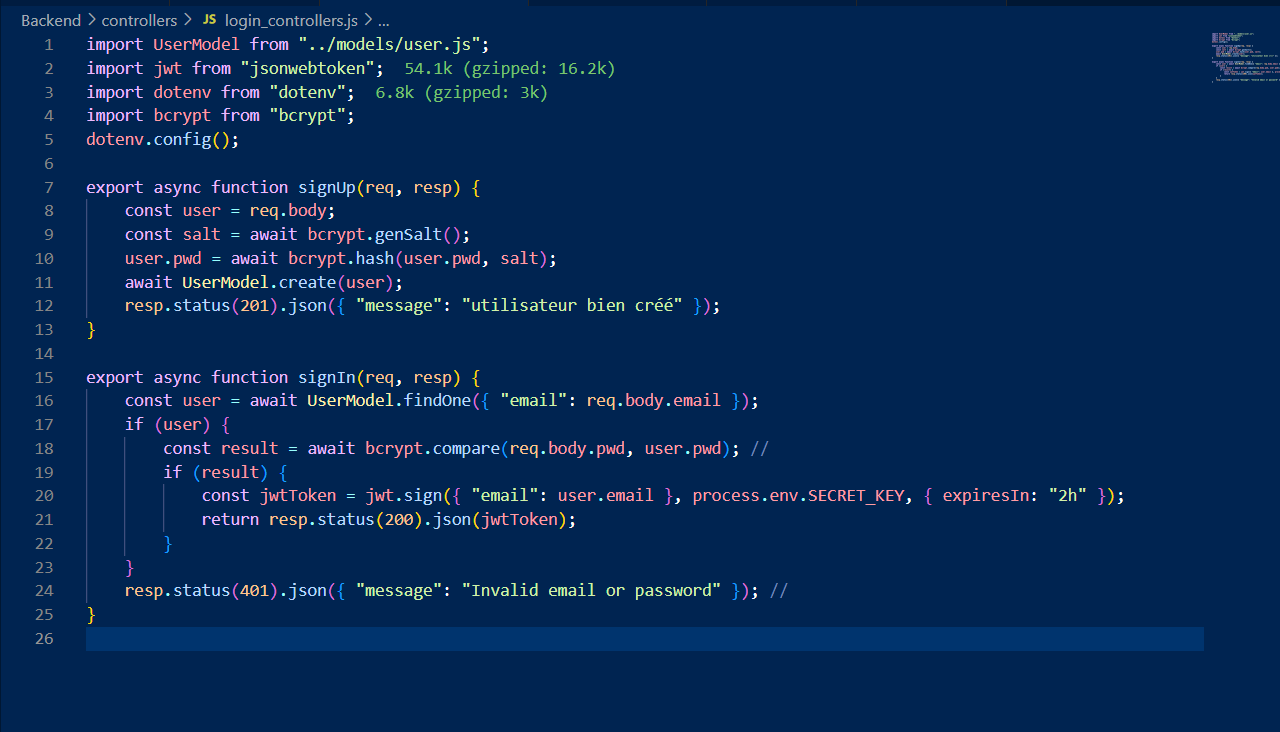 Backend > controllers > JS login_controllers.js > ...
1 import UserModel from "../models/user.js";
2 import jwt from "jsonwebtoken";  54.1k (gzipped: 16.2k)
3 import dotenv from "dotenv";  6.8k (gzipped: 3k)
4 import bcrypt from "bcrypt";
5 dotenv.config();
6
7 export async function signUp(req, resp) {
8     const user = req.body;
9     const salt = await bcrypt.genSalt();
10     user.pwd = await bcrypt.hash(user.pwd, salt);
11     await UserModel.create(user);
12     resp.status(201).json({ "message": "utilisateur bien créé" });
13 }
14
15 export async function signIn(req, resp) {
16     const user = await UserModel.findOne({ "email": req.body.email });
17     if (user) {
18         const result = await bcrypt.compare(req.body.pwd, user.pwd); //
19         if (result) {
20             const jwtToken = jwt.sign({ "email": user.email }, process.env.SECRET_KEY, { expiresIn: "2h" });
21             return resp.status(200).json(jwtToken);
22         }
23     }
24     resp.status(401).json({ "message": "Invalid email or password" }); //
25 }
26